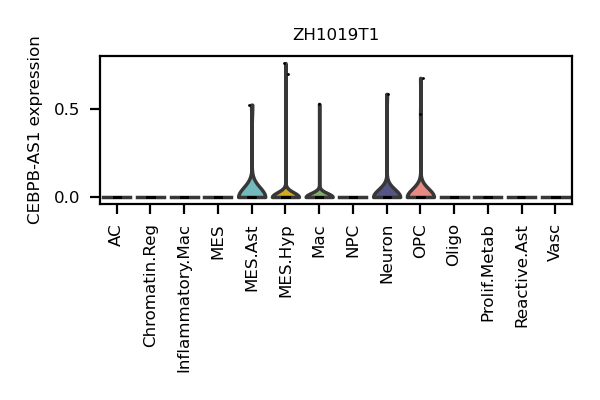 ZH1019T1
CEBPB-AS1 expression
0.5
0.0
AC
Chromatin.Reg
Inflammatory.Mac
MES
MES.Ast
MES.Hyp
Mac
NPC
Neuron
OPC
Oligo
Prolif.Metab
Reactive.Ast
Vasc